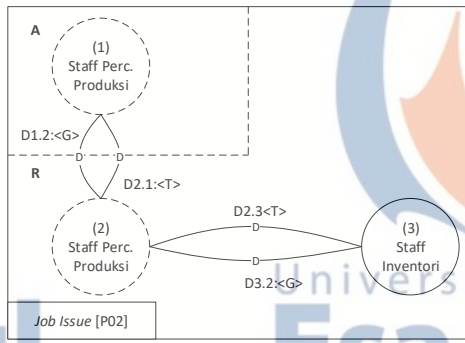 A
(1)
Staff Perc.
Produksi
D1.2:<G>
D
D
R
D2.1:<T>
(2)
Staff Perc.
Produksi
D2.3<T>
D
D
D3.2:<G>
(3)
Staff
Inventori
Univers
Esa
Job Issue [P02]